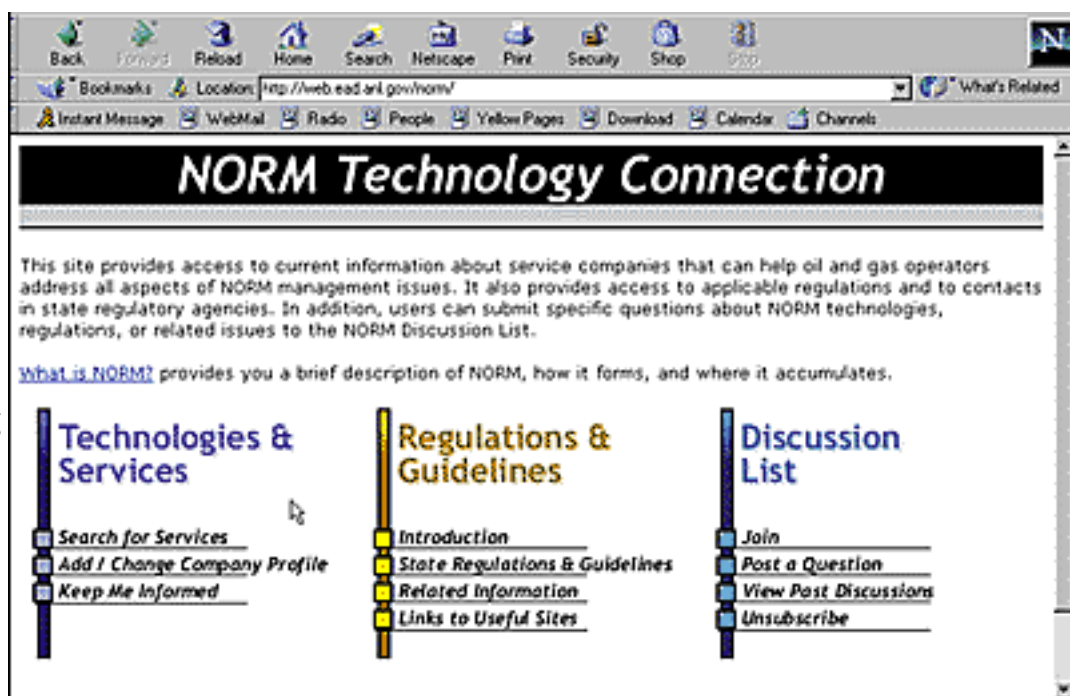 Back Forward Reload Home Search Netscape Print Security Shop Stop
N
Bookmarks Location: http://web.ead.anl.gov/norm/ What's Related
Instant Message WebMail Radio People Yellow Pages Download Calendar Channels
NORM Technology Connection
This site provides access to current information about service companies that can help oil and gas operators
address all aspects of NORM management issues. It also provides access to applicable regulations and to contacts
in state regulatory agencies. In addition, users can submit specific questions about NORM technologies,
regulations, or related issues to the NORM Discussion List.
What is NORM? provides you a brief description of NORM, how it forms, and where it accumulates.
Technologies &
Services
Search for Services
Add / Change Company Profile
Keep Me Informed
Regulations &
Guidelines
Introduction
State Regulations & Guidelines
Related Information
Links to Useful Sites
Discussion
List
Join
Post a Question
View Past Discussions
Unsubscribe